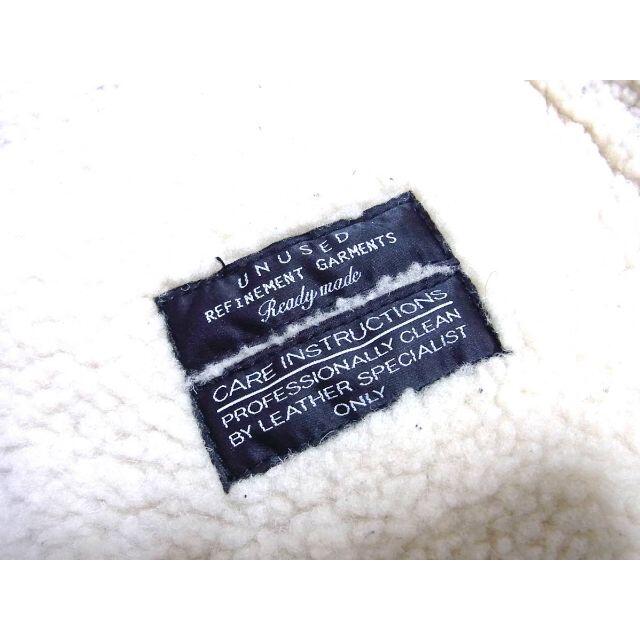 UNUSED
REFINEMENT GARMENTS
Ready made
CARE INSTRUCTIONS
PROFESSIONALLY CLEAN
BY LEATHER SPECIALIST
ONLY